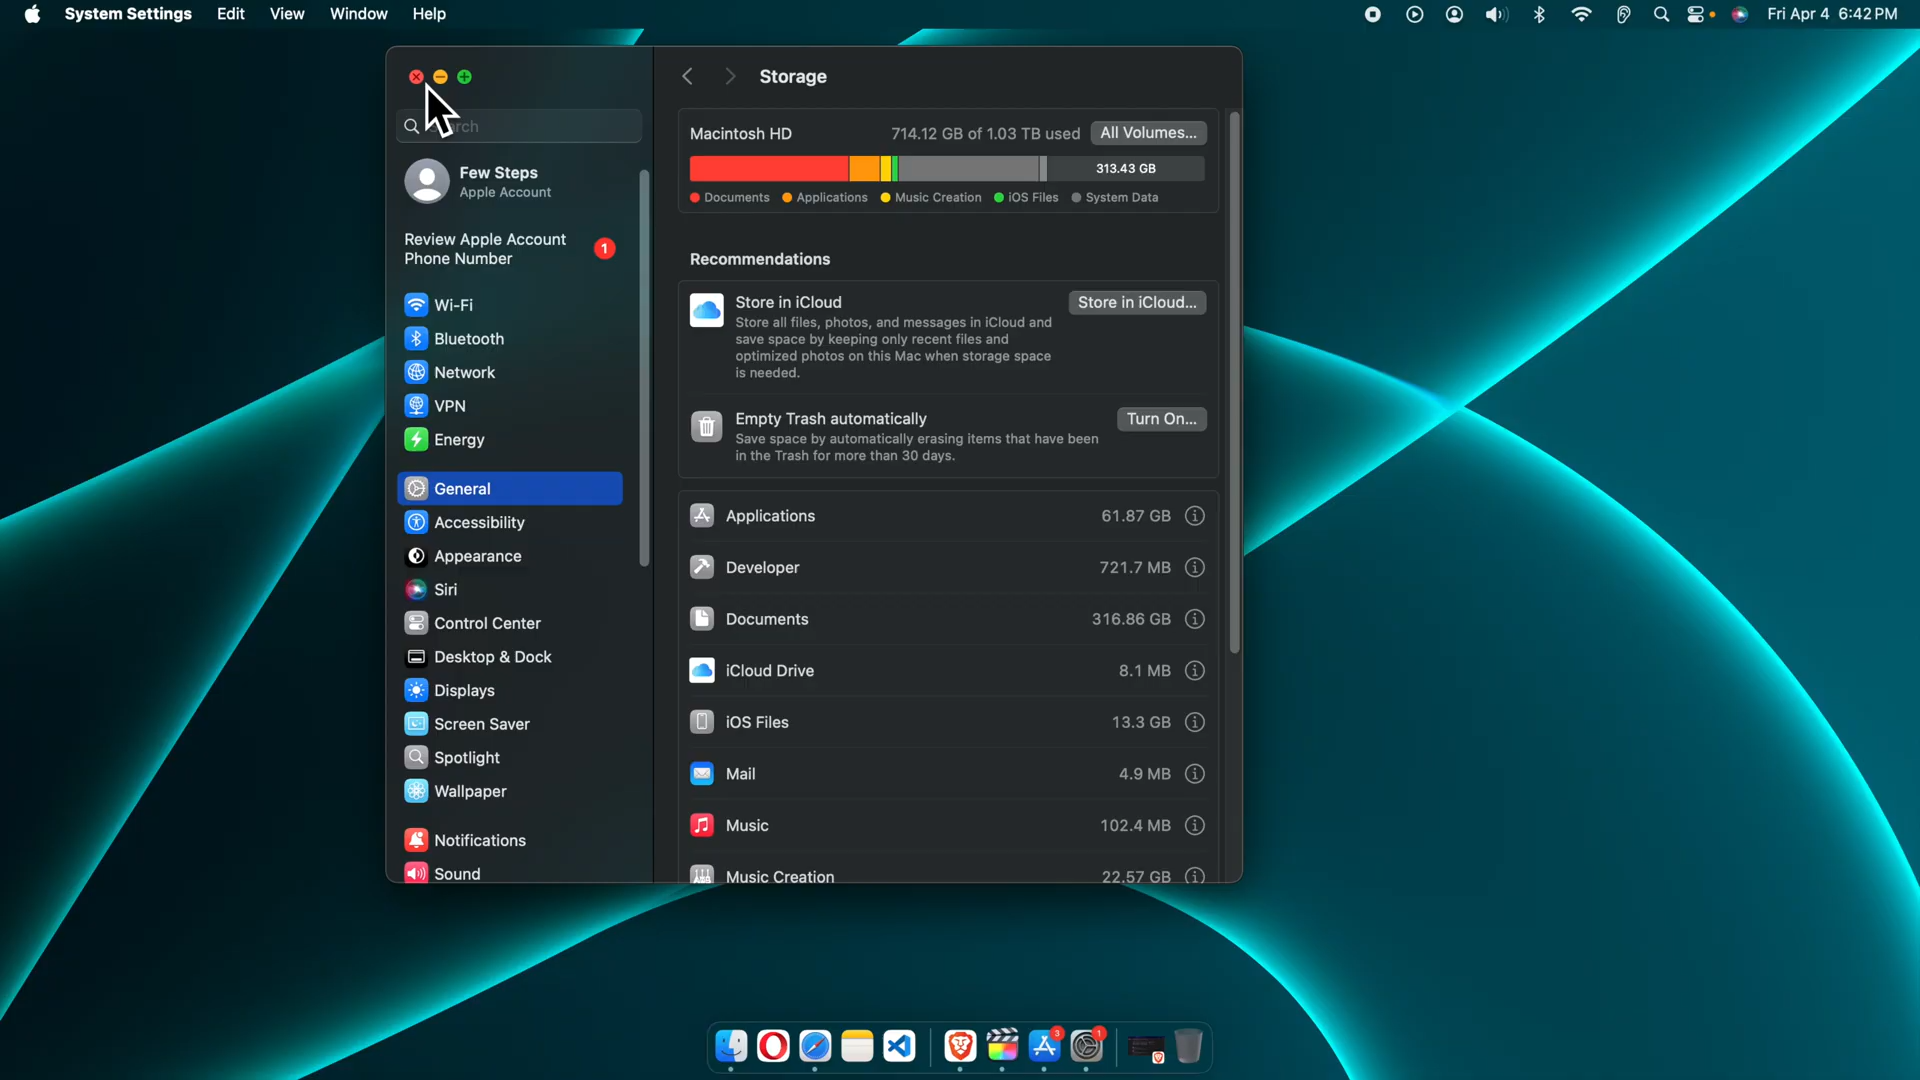 System Settings Edit View Window Help
Fri Apr 4 6:42 PM
Storage
Few Steps
Apple Account
Review Apple Account
Phone Number
1
Wi-Fi
Bluetooth
Network
VPN
Energy
General
Accessibility
Appearance
Siri
Control Center
Desktop & Dock
Displays
Screen Saver
Spotlight
Wallpaper
Notifications
Sound
Macintosh HD 714.12 GB of 1.03 TB used All Volumes...
313.43 GB
Documents Applications Music Creation iOS Files System Data
Recommendations
Store in iCloud Store in iCloud...
Store all files, photos, and messages in iCloud and
save space by keeping only recent files and
optimized photos on this Mac when storage space
is needed.
Empty Trash automatically Turn On...
Save space by automatically erasing items that have been
in the Trash for more than 30 days.
Applications 61.87 GB
Developer 721.7 MB
Documents 316.86 GB
iCloud Drive 8.1 MB
iOS Files 13.3 GB
Mail 4.9 MB
Music 102.4 MB
Music Creation 22.57 GB
3 1